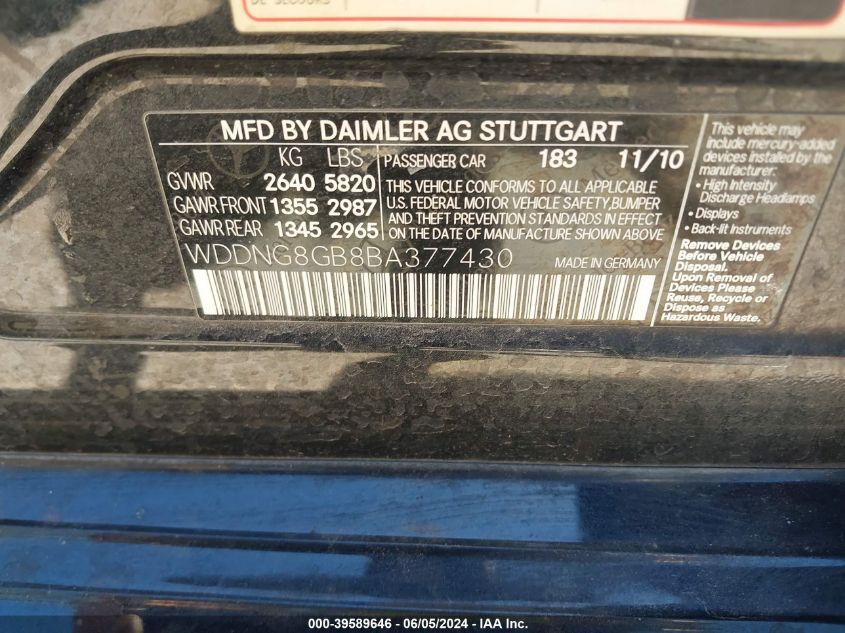 DE SECOURS
MFD BY DAIMLER AG STUTTGART
KG LBS
GVWR 2640 5820
GAWR FRONT 1355 2987
GAWR REAR 1345 2965
PASSENGER CAR 183 11/10
THIS VEHICLE CONFORMS TO ALL APPLICABLE
U.S. FEDERAL MOTOR VEHICLE SAFETY,BUMPER
AND THEFT PREVENTION STANDARDS IN EFFECT
ON THE DATE OF MANUFACTURE SHOWN ABOVE
WDDNG8GB8BA377430 MADE IN GERMANY
This vehicle may
include mercury-added
devices installed by the
manufacturer:
• High Intensity
Discharge Headlamps
• Displays
• Back-lit Instruments
Remove Devices
Before Vehicle
Disposal.
Upon Removal of
Devices Please
Reuse, Recycle or
Dispose as
Hazardous Waste.
000-39589646 - 06/05/2024 - IAA Inc.